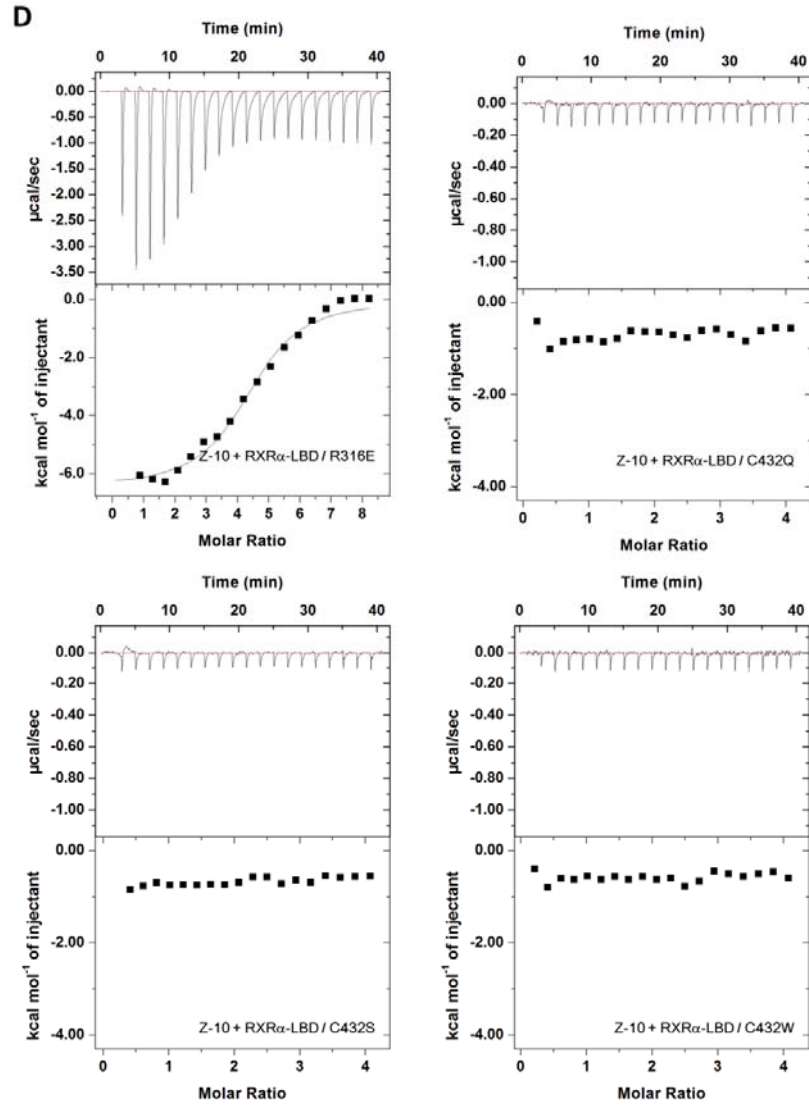 D
Time (min)
0 10 20 30 40
0.00
-0.50
-1.00
-1.50
-2.00
-2.50
-3.00
-3.50
µcal/sec
0.0
-2.0
-4.0
-6.0
kcal mol⁻¹ of injectant
Z-10 + RXRα-LBD / R316E
0 1 2 3 4 5 6 7 8
Molar Ratio
Time (min)
0 10 20 30 40
0.00
-0.20
-0.40
-0.60
-0.80
-1.00
µcal/sec
0.00
-2.00
-4.00
kcal mol⁻¹ of injectant
Z-10 + RXRα-LBD / C432Q
0 1 2 3 4
Molar Ratio
Time (min)
0 10 20 30 40
0.00
-0.20
-0.40
-0.60
-0.80
-1.00
µcal/sec
0.00
-2.00
-4.00
kcal mol⁻¹ of injectant
Z-10 + RXRα-LBD / C432S
0 1 2 3 4
Molar Ratio
Time (min)
0 10 20 30 40
0.00
-0.20
-0.40
-0.60
-0.80
-1.00
µcal/sec
0.00
-2.00
-4.00
kcal mol⁻¹ of injectant
Z-10 + RXRα-LBD / C432W
0 1 2 3 4
Molar Ratio